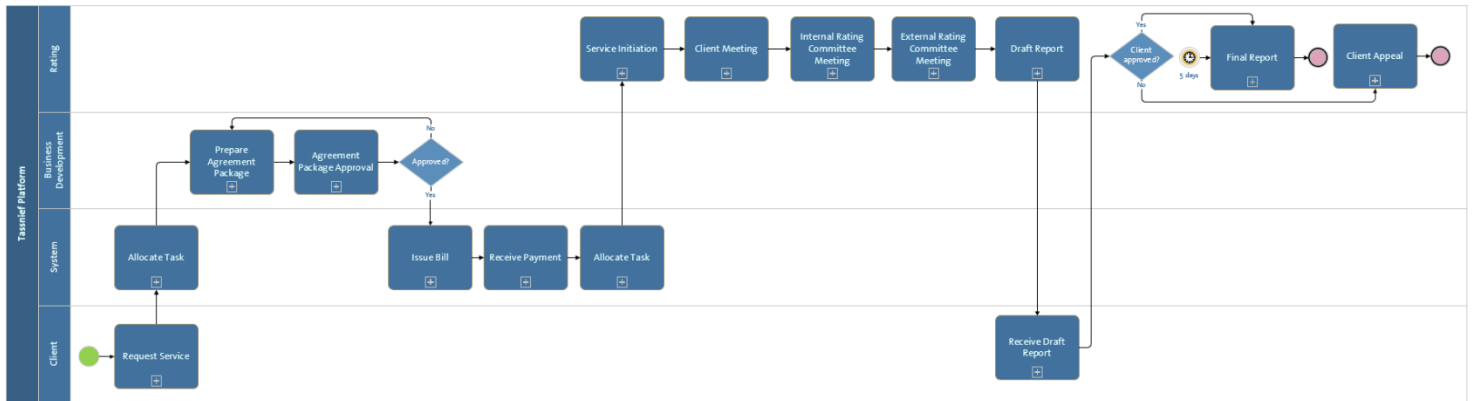 Tassnief Platform
Rating
Service Initiation
Client Meeting
Internal Rating
Committee
Meeting
External Rating
Committee
Meeting
Draft Report
Yes
Client
approved?
No
5 days
Final Report
Client Appeal
Business
Development
Prepare
Agreement
Package
Agreement
Package Approval
No
Approved?
Yes
System
Allocate Task
Issue Bill
Receive Payment
Allocate Task
Client
Request Service
Receive Draft
Report